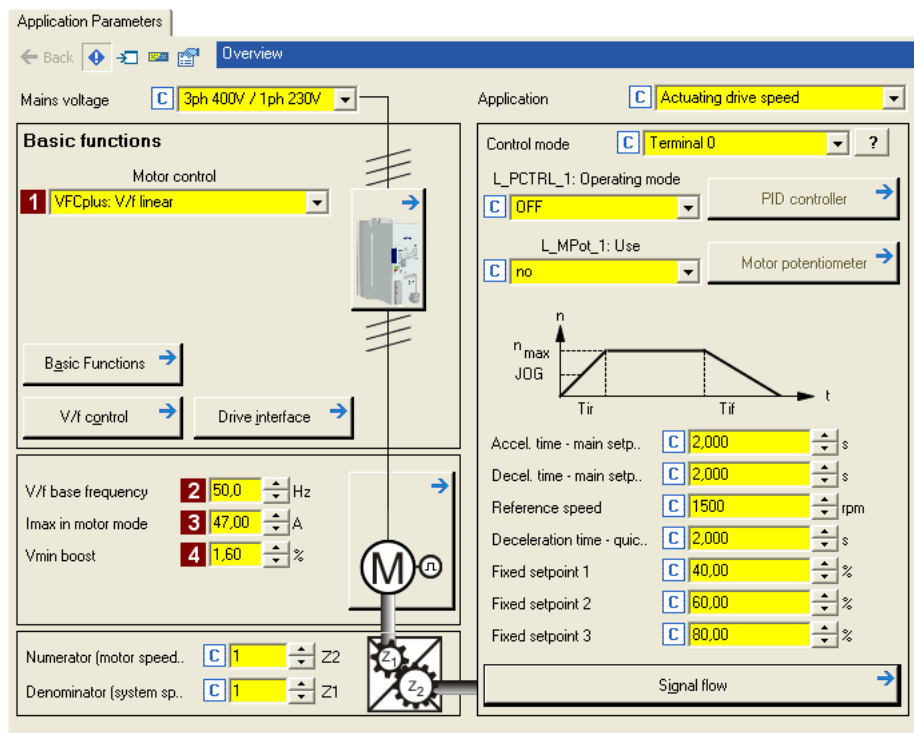 Application Parameters
Back
Overview
Mains voltage C 3ph 400V / 1ph 230V
Application C Actuating drive speed
Basic functions
Motor control
1 VFCplus: V/f linear
Basic Functions
V/f control
Drive interface
V/f base frequency 2 50,0 Hz
Imax in motor mode 3 47,00 A
Vmin boost 4 1,60 %
M
Numerator (motor speed.. C 1 Z2
Denominator (system sp.. C 1 Z1
Z1
Z2
Control mode C Terminal 0 ?
L_PCTRL_1: Operating mode
C OFF
PID controller
L_MPot_1: Use
C no
Motor potentiometer
n
n max
JOG
t
Tir Tif
Accel. time - main setp.. C 2,000 s
Decel. time - main setp.. C 2,000 s
Reference speed C 1500 rpm
Deceleration time - quic.. C 2,000 s
Fixed setpoint 1 C 40,00 %
Fixed setpoint 2 C 60,00 %
Fixed setpoint 3 C 80,00 %
Signal flow